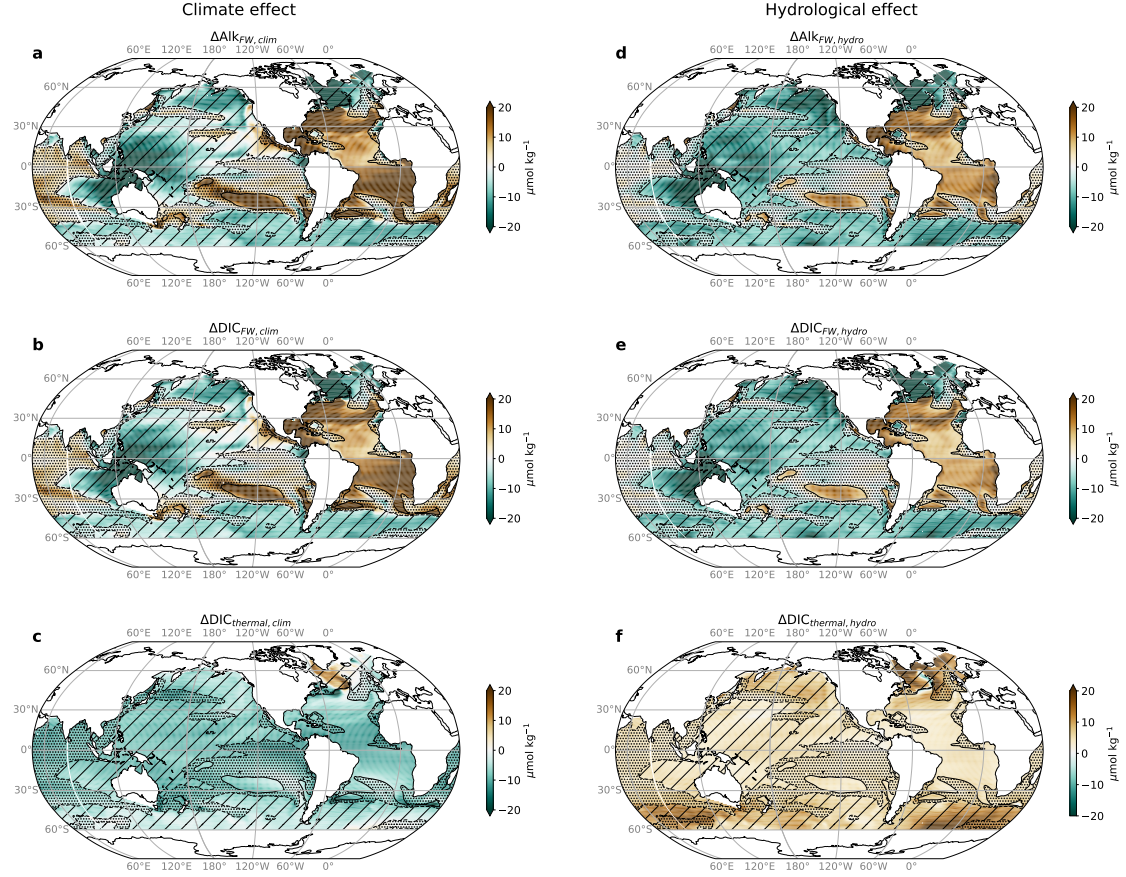 Climate effect
Hydrological effect
a
ΔAlk_{FW, clim}
60°E 120°E 180° 120°W 60°W 0°
60°N
30°N
0°
30°S
60°S
60°E 120°E 180° 120°W 60°W 0°
20
10
0
−10
−20
μmol kg⁻¹
d
ΔAlk_{FW, hydro}
60°E 120°E 180° 120°W 60°W 0°
60°N
30°N
0°
30°S
60°S
60°E 120°E 180° 120°W 60°W 0°
20
10
0
−10
−20
μmol kg⁻¹
b
ΔDIC_{FW, clim}
60°E 120°E 180° 120°W 60°W 0°
60°N
30°N
0°
30°S
60°S
60°E 120°E 180° 120°W 60°W 0°
20
10
0
−10
−20
μmol kg⁻¹
e
ΔDIC_{FW, hydro}
60°E 120°E 180° 120°W 60°W 0°
60°N
30°N
0°
30°S
60°S
60°E 120°E 180° 120°W 60°W 0°
20
10
0
−10
−20
μmol kg⁻¹
c
ΔDIC_{thermal, clim}
60°E 120°E 180° 120°W 60°W 0°
60°N
30°N
0°
30°S
60°S
60°E 120°E 180° 120°W 60°W 0°
20
10
0
−10
−20
μmol kg⁻¹
f
ΔDIC_{thermal, hydro}
60°E 120°E 180° 120°W 60°W 0°
60°N
30°N
0°
30°S
60°S
60°E 120°E 180° 120°W 60°W 0°
20
10
0
−10
−20
μmol kg⁻¹